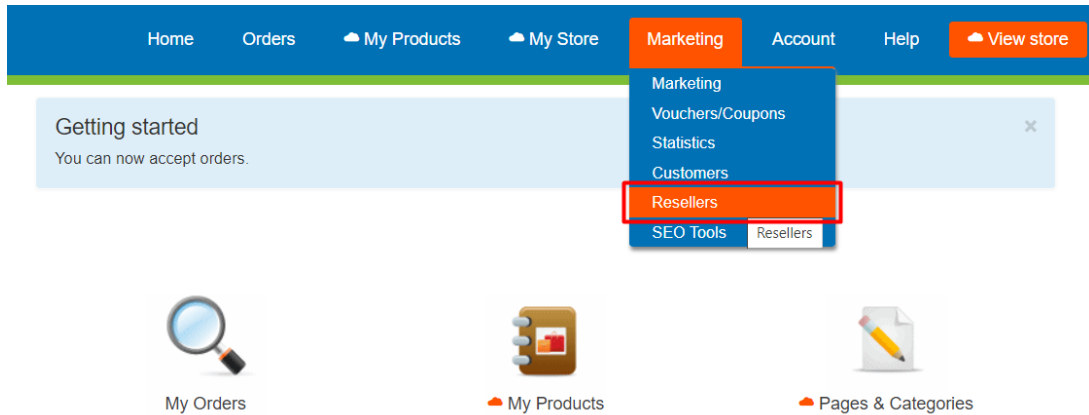 Home Orders My Products My Store Marketing Account Help View store
Marketing
Vouchers/Coupons
Statistics
Customers
Resellers
SEO Tools Resellers
Getting started
You can now accept orders.
×
My Orders My Products Pages & Categories